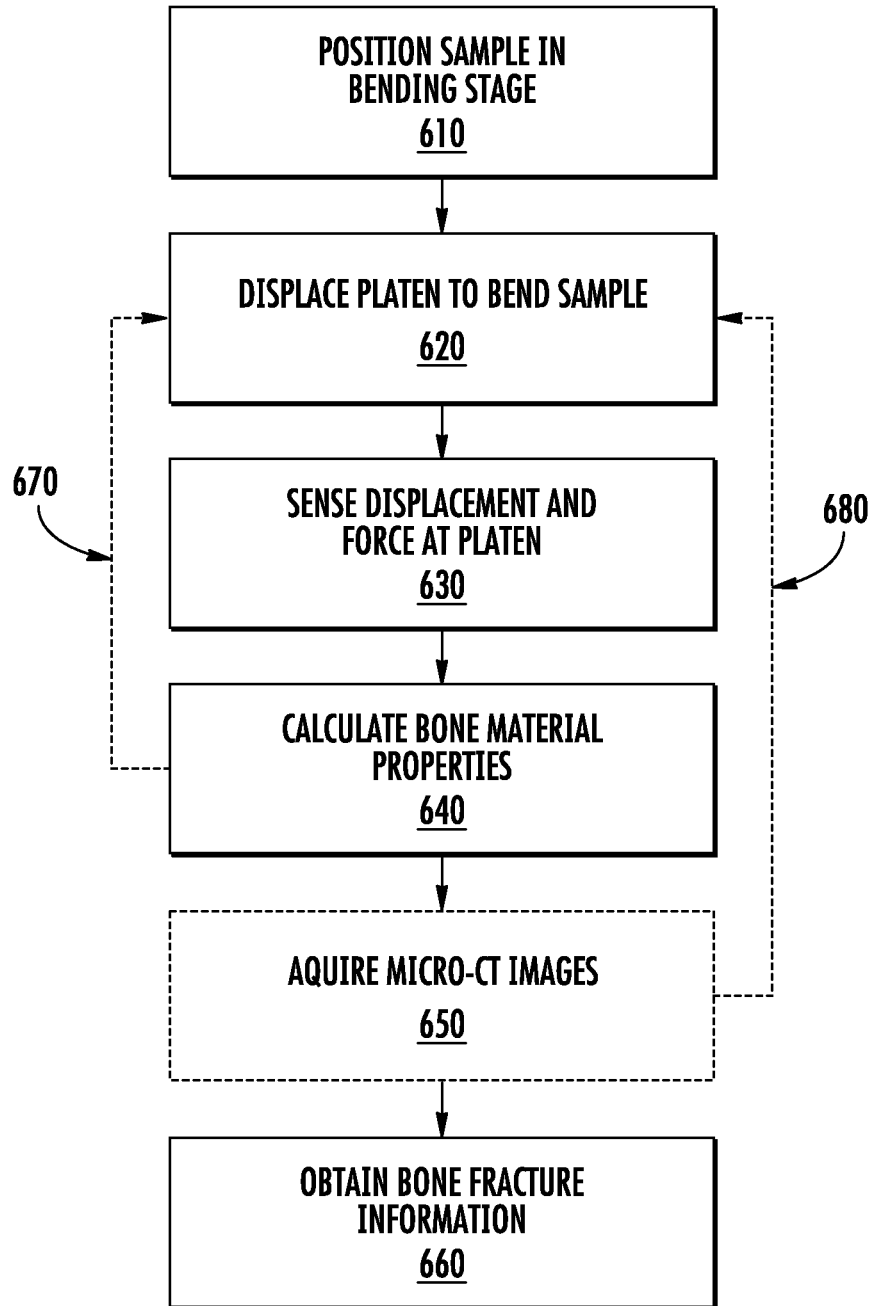 POSITION SAMPLE IN
BENDING STAGE
610
DISPLACE PLATEN TO BEND SAMPLE
620
670
SENSE DISPLACEMENT AND
FORCE AT PLATEN
630
680
CALCULATE BONE MATERIAL
PROPERTIES
640
AQUIRE MICRO-CT IMAGES
650
OBTAIN BONE FRACTURE
INFORMATION
660